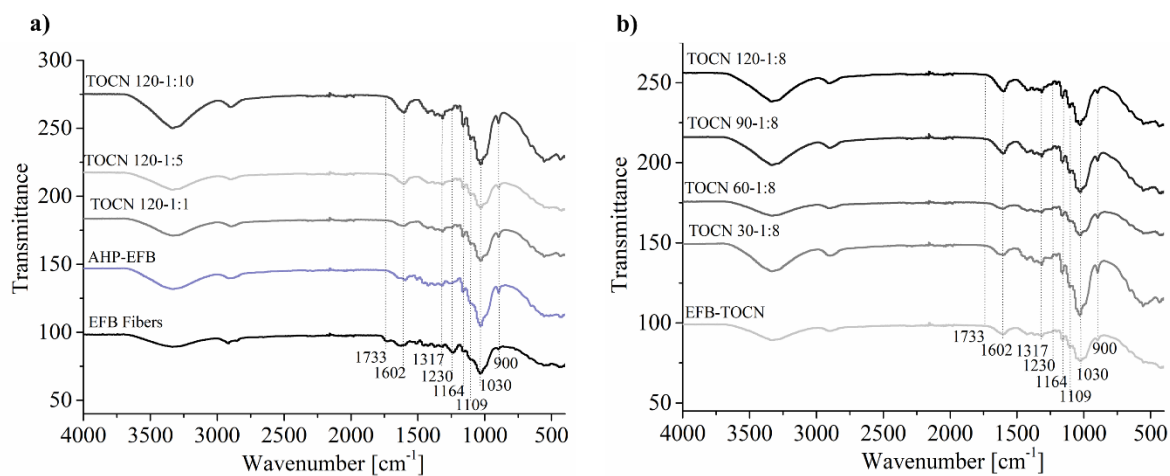 a)
300
250
200
150
100
50
Transmittance
TOCN 120-1:10
TOCN 120-1:5
TOCN 120-1:1
AHP-EFB
EFB Fibers
1733
1602
1317
1230
1164
1109
1030
900
4000 3500 3000 2500 2000 1500 1000 500
Wavenumber [cm-1]
b)
250
200
150
100
50
Transmittance
TOCN 120-1:8
TOCN 90-1:8
TOCN 60-1:8
TOCN 30-1:8
EFB-TOCN
1733
1602
1317
1230
1164
1109
1030
900
4000 3500 3000 2500 2000 1500 1000 500
Wavenumber [cm-1]